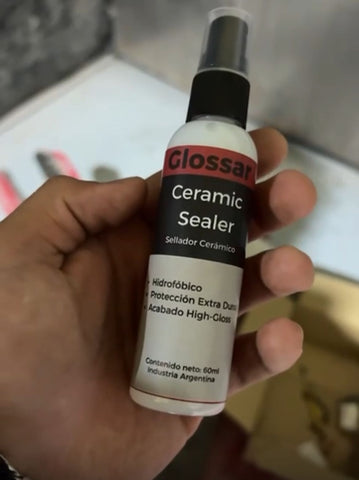 Glossar
Ceramic
Sealer
Sellador Cerámico
• Hidrofóbico
• Protección Extra Dura
• Acabado High-Gloss
Contenido neto: 60ml
Industria Argentina